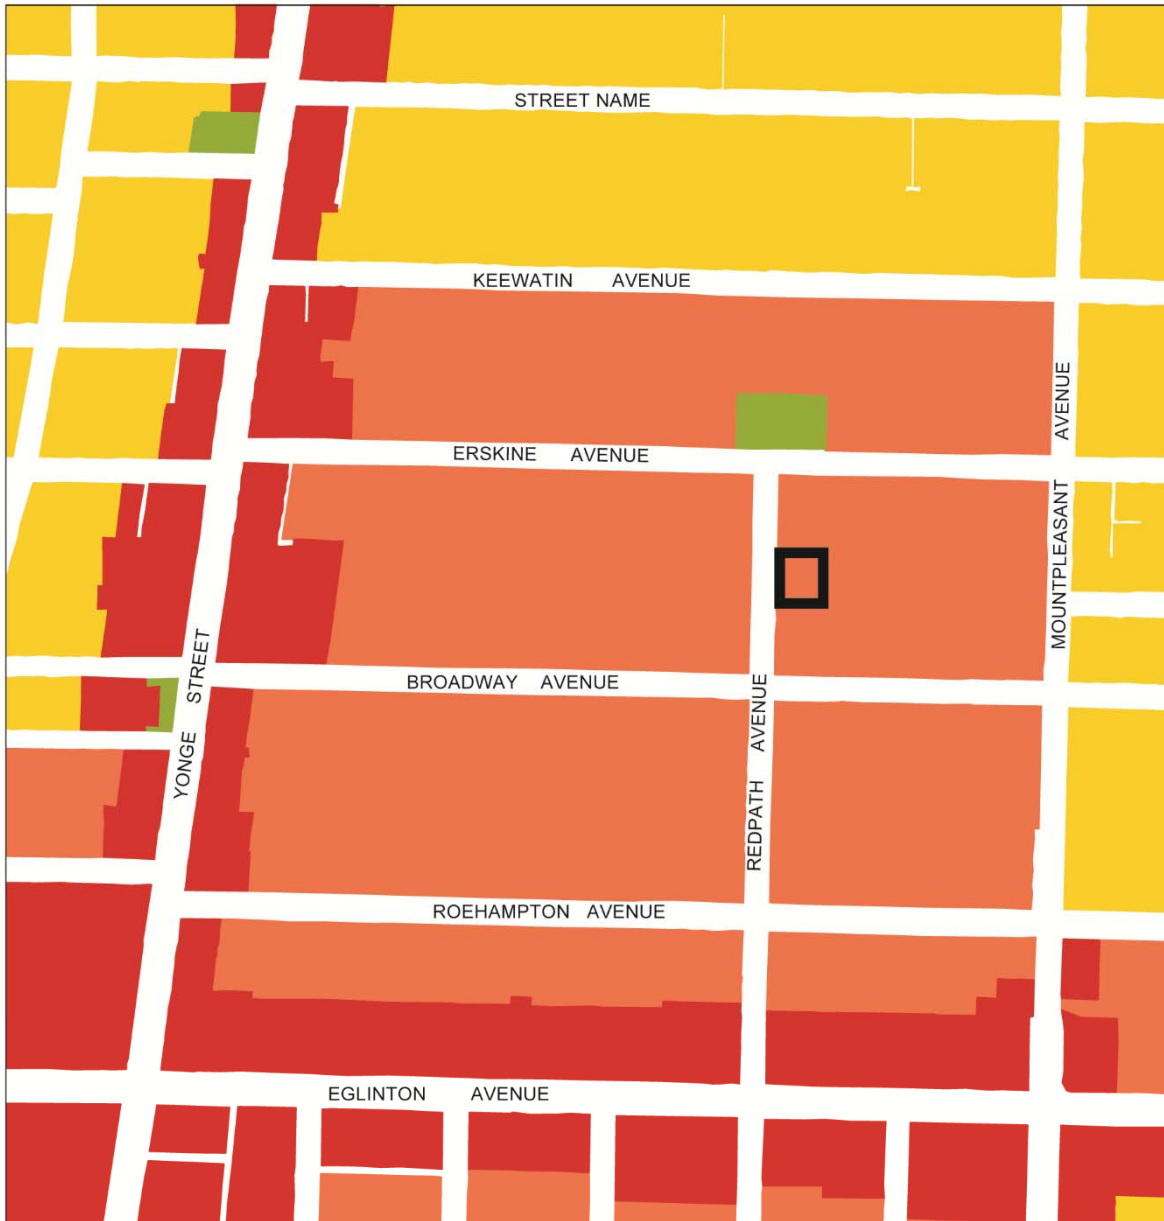 STREET NAME
KEEWATIN AVENUE
ERSKINE AVENUE
MOUNTPLEASANT AVENUE
BROADWAY AVENUE
YONGE STREET
REDPATH AVENUE
ROEHAMPTON AVENUE
EGLINTON AVENUE